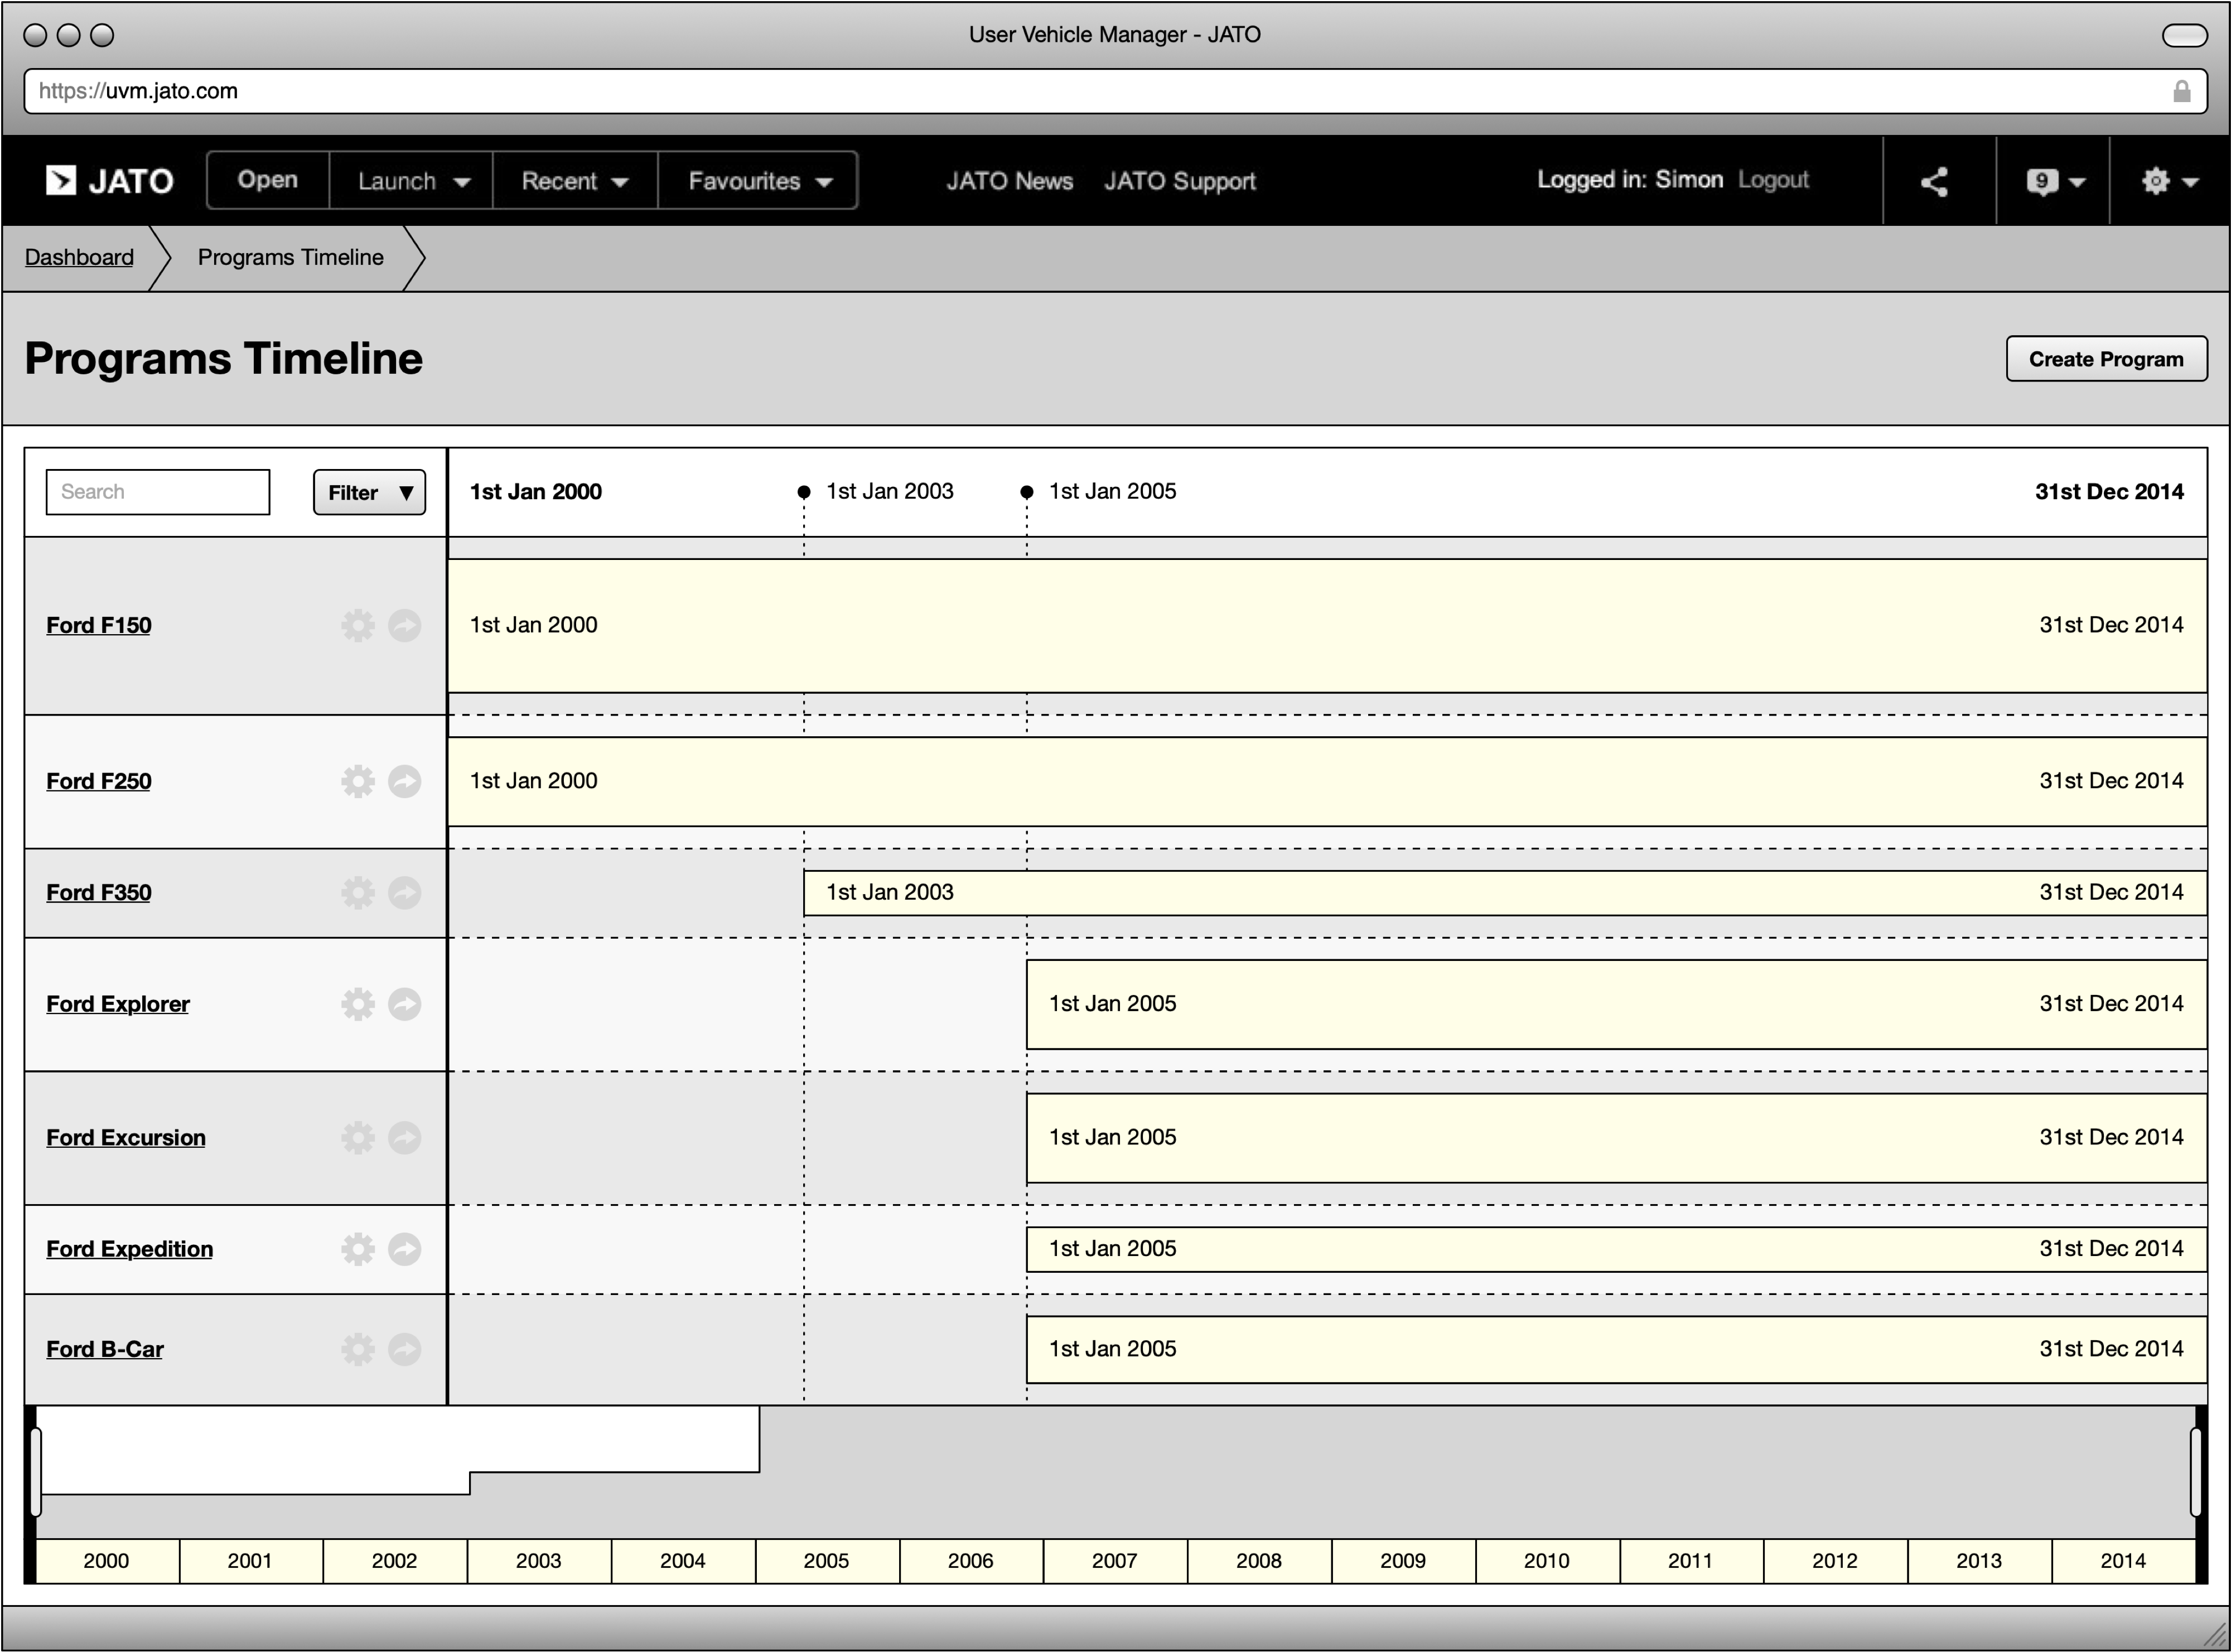 User Vehicle Manager - JATO
https://uvm.jato.com
JATO Open Launch Recent Favourites JATO News JATO Support Logged in: Simon Logout 9
Dashboard Programs Timeline
Programs Timeline Create Program
Search Filter ▼ 1st Jan 2000 1st Jan 2003 1st Jan 2005 31st Dec 2014
Ford F150 1st Jan 2000 31st Dec 2014
Ford F250 1st Jan 2000 31st Dec 2014
Ford F350 1st Jan 2003 31st Dec 2014
Ford Explorer 1st Jan 2005 31st Dec 2014
Ford Excursion 1st Jan 2005 31st Dec 2014
Ford Expedition 1st Jan 2005 31st Dec 2014
Ford B-Car 1st Jan 2005 31st Dec 2014
2000 2001 2002 2003 2004 2005 2006 2007 2008 2009 2010 2011 2012 2013 2014